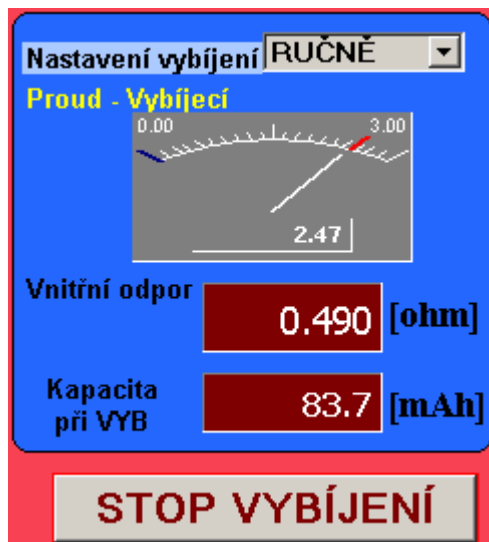 Nastavení vybíjení RUČNĚ
Proud - Vybíjecí
0.00 3.00
2.47
Vnitřní odpor 0.490 [ohm]
Kapacita
při VYB 83.7 [mAh]
STOP VYBÍJENÍ